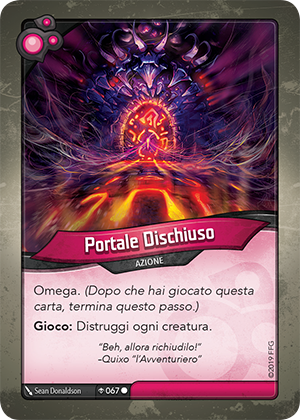 Portale Dischiuso
AZIONE
Omega. (Dopo che hai giocato questa
carta, termina questo passo.)
Gioco: Distruggi ogni creatura.
"Beh, allora richiudilo!"
-Quixo "l'Avventuriero"
©2019 FFG
Sean Donaldson
067